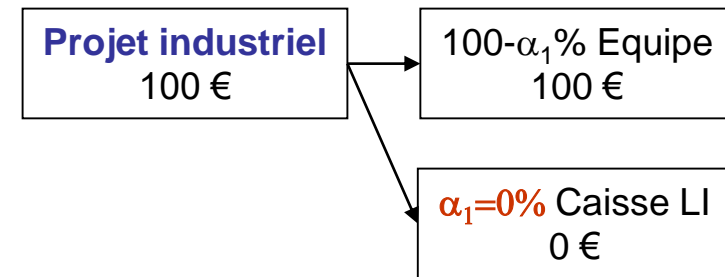 Projet industriel
100 €
100-α₁% Equipe
100 €
α₁=0% Caisse LI
0 €